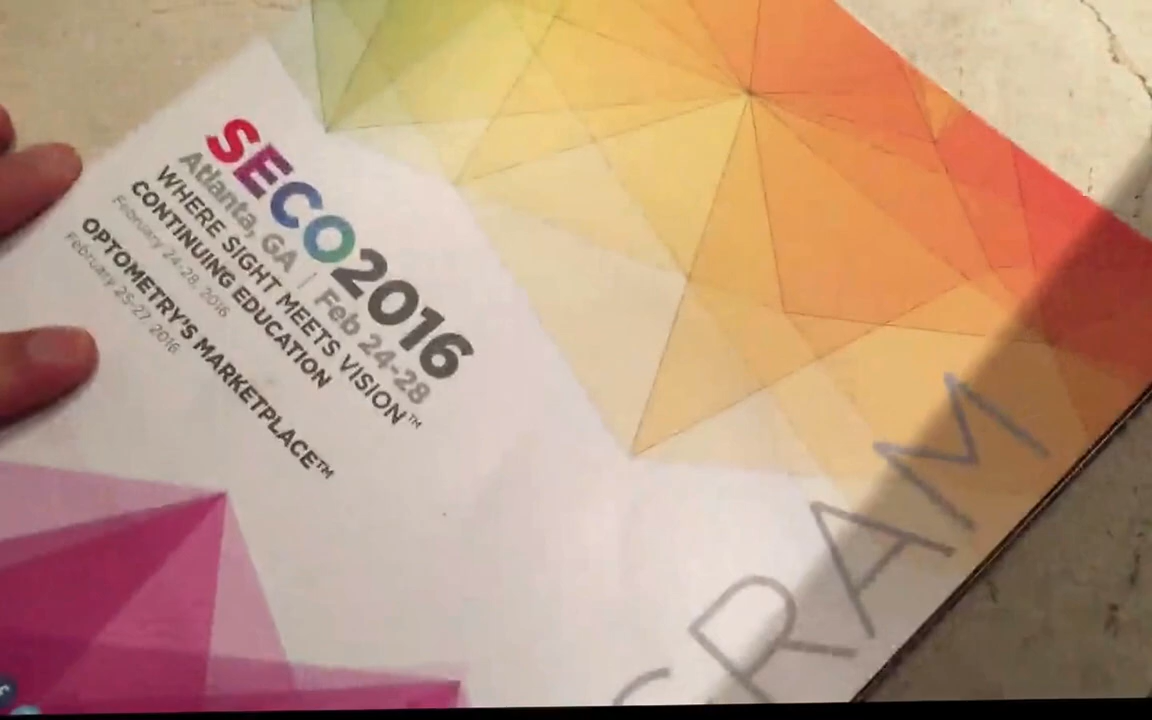 SECO2016
Atlanta, GA | Feb 24-28
WHERE SIGHT MEETS VISION™
CONTINUING EDUCATION
February 24-28, 2016
OPTOMETRY'S MARKETPLACE™
February 25-27, 2016